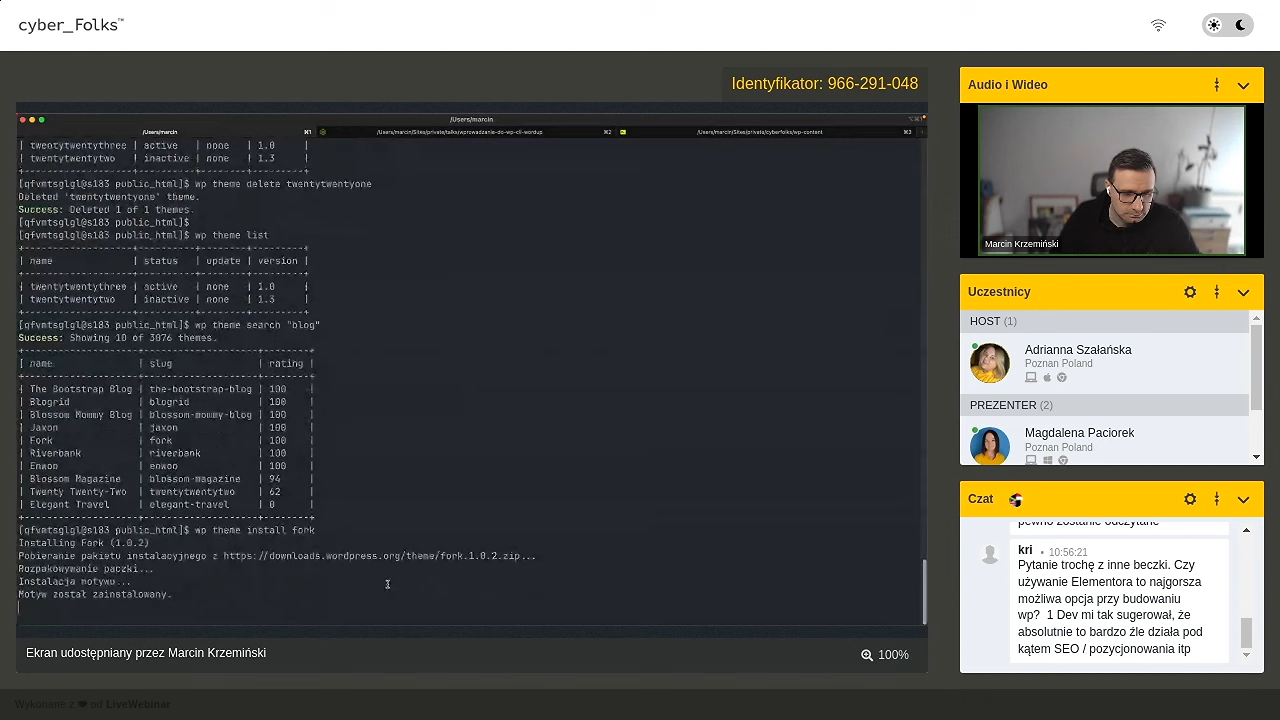 cyber_Folks™
Identyfikator: 966-291-048
/Users/marcin
/Users/marcin
⌘1
/Users/marcin/Sites/private/talks/wprowadzanie-do-wp-cli-wordup
⌘2
/Users/marcin/Sites/private/cyberfolks/wp-content
⌘3
| twentytwentythree | active | none | 1.0 |
| twentytwentytwo | inactive | none | 1.3 |
[qfvmtsglgl@s183 public_html]$ wp theme delete twentytwentyone
Deleted 'twentytwentyone' theme.
Success: Deleted 1 of 1 themes.
[qfvmtsglgl@s183 public_html]$
[qfvmtsglgl@s183 public_html]$ wp theme list
| name | status | update | version |
| twentytwentythree | active | none | 1.0 |
| twentytwentytwo | inactive | none | 1.3 |
[qfvmtsglgl@s183 public_html]$ wp theme search "blog"
Success: Showing 10 of 3076 themes.
| name | slug | rating |
| The Bootstrap Blog | the-bootstrap-blog | 100 |
| Blogrid | blogrid | 100 |
| Blossom Mommy Blog | blossom-mommy-blog | 100 |
| Jaxon | jaxon | 100 |
| Fork | fork | 100 |
| Riverbank | riverbank | 100 |
| Enwoo | enwoo | 100 |
| Blossom Magazine | blossom-magazine | 94 |
| Twenty Twenty-Two | twentytwentytwo | 62 |
| Elegant Travel | elegant-travel | 0 |
[qfvmtsglgl@s183 public_html]$ wp theme install fork
Installing Fork (1.0.2)
Pobieranie pakietu instalacyjnego z https://downloads.wordpress.org/theme/fork.1.0.2.zip...
Rozpakowywanie paczki...
Instalacja motywu...
Motyw został zainstalowany.
Ekran udostępniany przez Marcin Krzemiński
100%
Audio i Wideo
Marcin Krzemiński
Uczestnicy
HOST (1)
Adrianna Szałańska
Poznan Poland
PREZENTER (2)
Magdalena Paciorek
Poznan Poland
Czat
pewno zostanie odczytane
kri • 10:56:21
Pytanie trochę z inne beczki. Czy
używanie Elementora to najgorsza
możliwa opcja przy budowaniu
wp? 1 Dev mi tak sugerował, że
absolutnie to bardzo źle działa pod
kątem SEO / pozycjonowania itp
Wykonane z ❤ od LiveWebinar